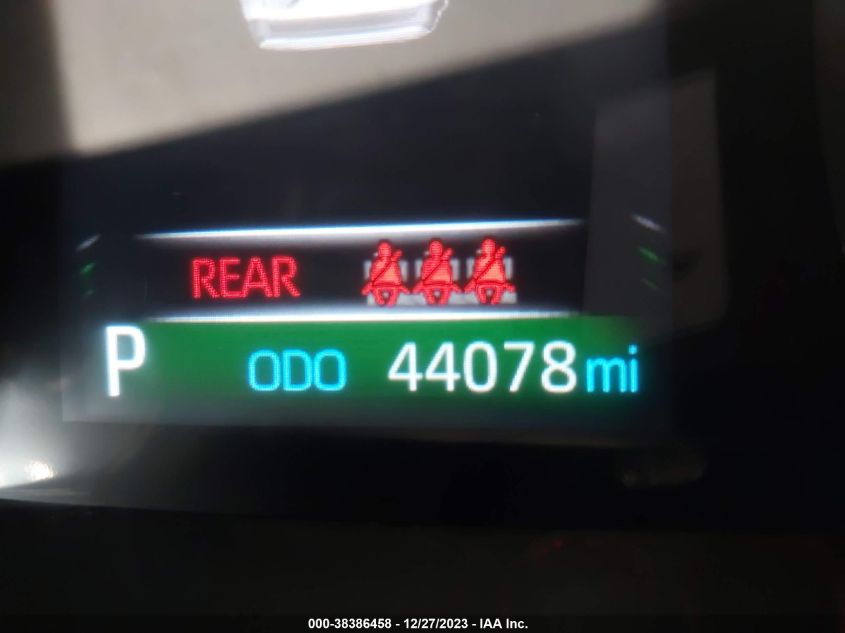 REAR
P ODO 44078 mi
000-38386458 - 12/27/2023 - IAA Inc.